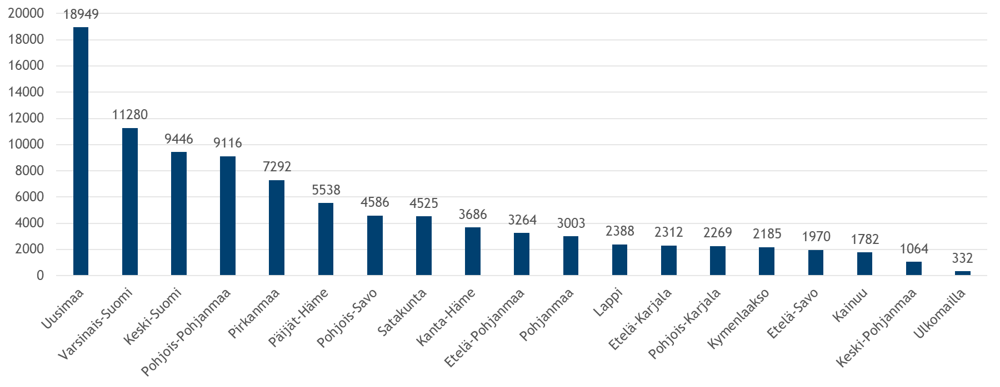 20000
18000
16000
14000
12000
10000
8000
6000
4000
2000
0
18949
11280
9446
9116
7292
5538
4586
4525
3686
3264
3003
2388
2312
2269
2185
1970
1782
1064
332
Uusimaa
Varsinais-Suomi
Keski-Suomi
Pohjois-Pohjanmaa
Pirkanmaa
Päijät-Häme
Pohjois-Savo
Satakunta
Kanta-Häme
Etelä-Pohjanmaa
Pohjanmaa
Lappi
Etelä-Karjala
Pohjois-Karjala
Kymenlaakso
Etelä-Savo
Kainuu
Keski-Pohjanmaa
Ulkomailla